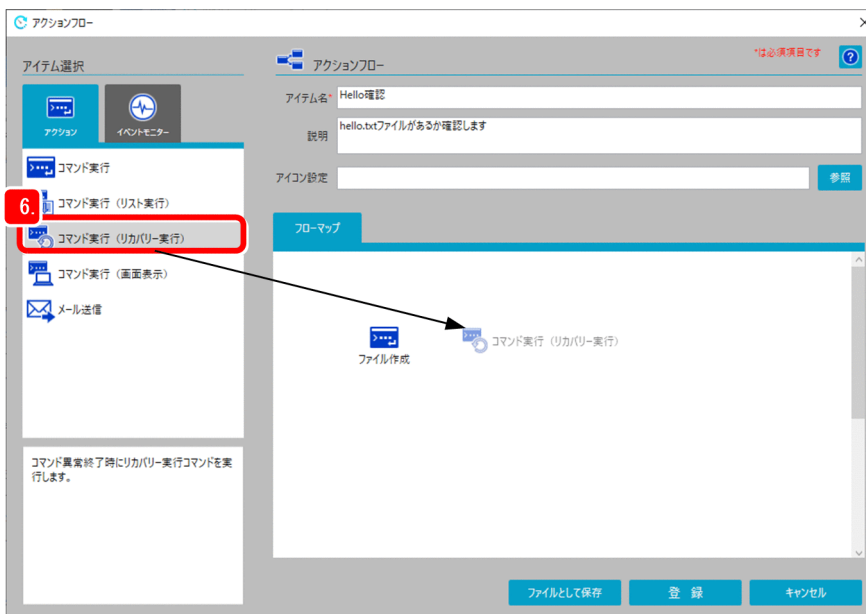 アクションフロー
アイテム選択
アクション
イベントモニター
コマンド実行
コマンド実行（リスト実行）
6.
コマンド実行（リカバリー実行）
コマンド実行（画面表示）
メール送信
コマンド異常終了時にリカバリー実行コマンドを実
行します。
アクションフロー
*は必須項目です
?
アイテム名*
Hello確認
説明
hello.txtファイルがあるか確認します
アイコン設定
参照
フローマップ
ファイル作成
コマンド実行（リカバリー実行）
ファイルとして保存
登 録
キャンセル